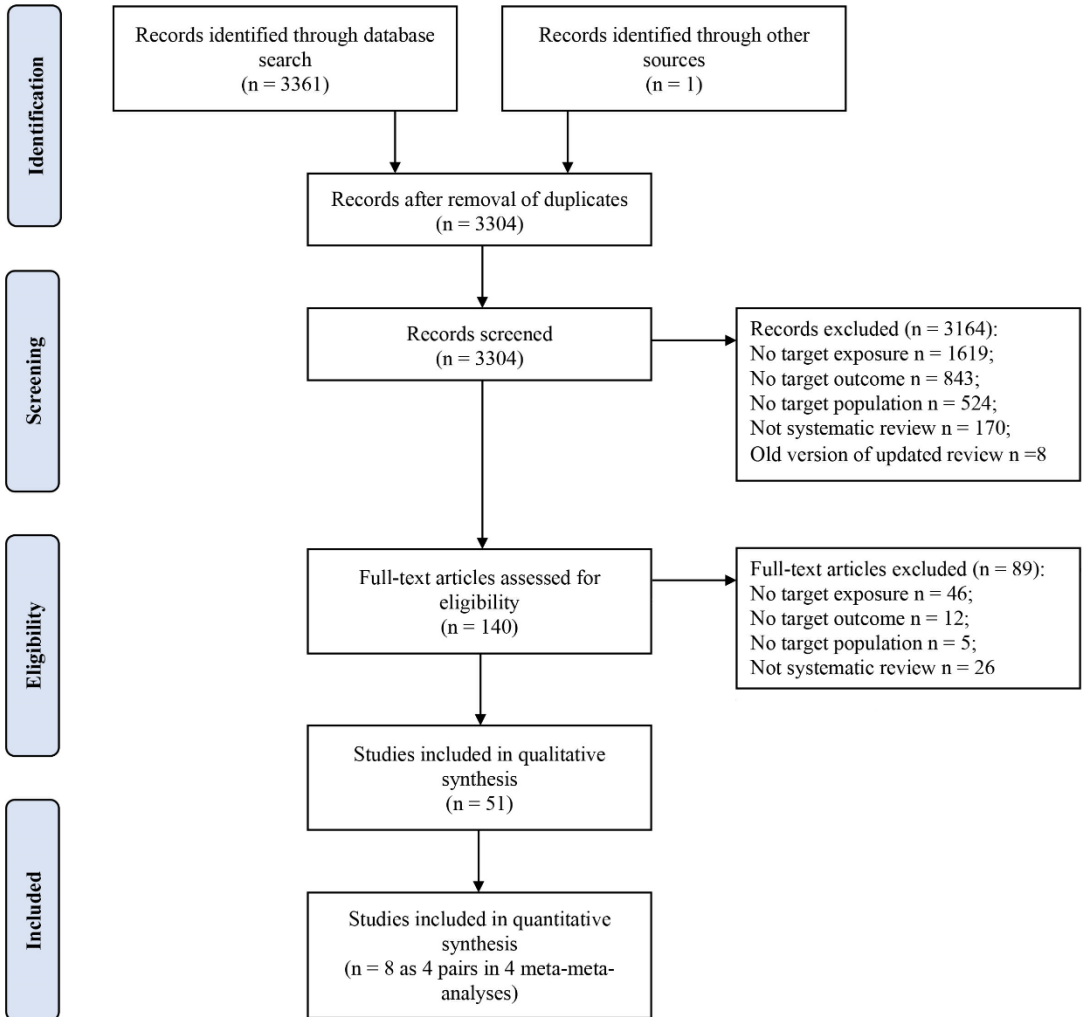 Identification
Records identified through database
search
(n = 3361)
Records identified through other
sources
(n = 1)
Records after removal of duplicates
(n = 3304)
Screening
Records screened
(n = 3304)
Records excluded (n = 3164):
No target exposure n = 1619;
No target outcome n = 843;
No target population n = 524;
Not systematic review n = 170;
Old version of updated review n =8
Eligibility
Full-text articles assessed for
eligibility
(n = 140)
Full-text articles excluded (n = 89):
No target exposure n = 46;
No target outcome n = 12;
No target population n = 5;
Not systematic review n = 26
Studies included in qualitative
synthesis
(n = 51)
Included
Studies included in quantitative
synthesis
(n = 8 as 4 pairs in 4 meta-meta-
analyses)